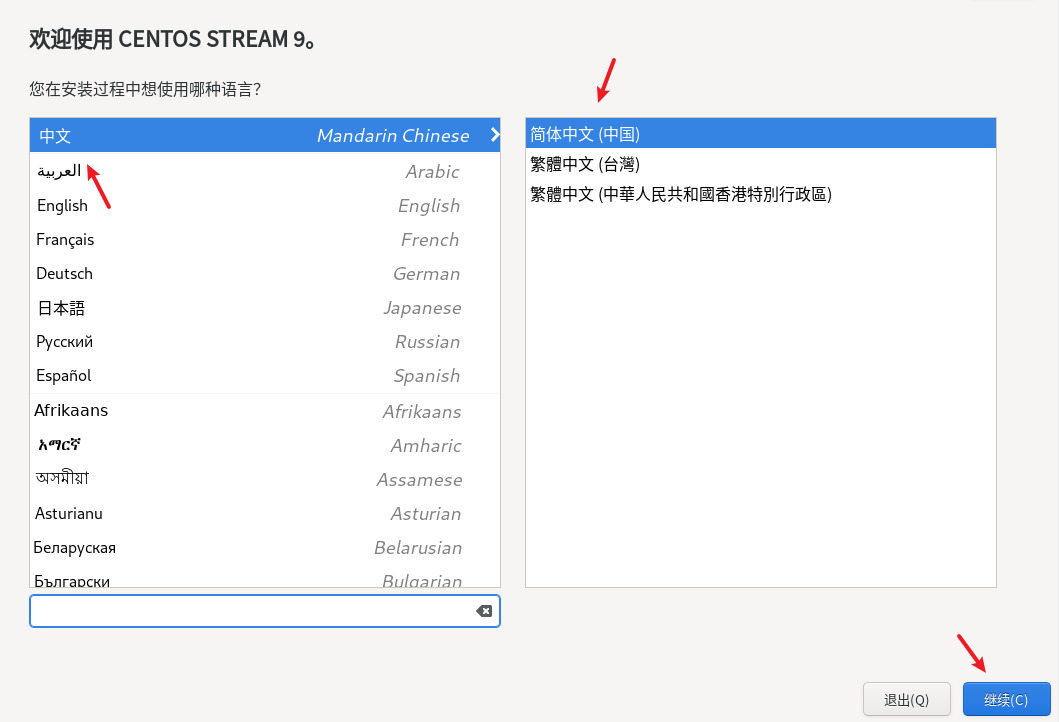 欢迎使用 CENTOS STREAM 9。
您在安装过程中想使用哪种语言?
中文 Mandarin Chinese
العربية Arabic
English English
Français French
Deutsch German
日本語 Japanese
Русский Russian
Español Spanish
Afrikaans Afrikaans
አማርኛ Amharic
অসমীয়া Assamese
Asturianu Asturian
Беларуская Belarusian
Български Bulgarian
简体中文 (中国)
繁體中文 (台灣)
繁體中文 (中華人民共和國香港特別行政區)
退出(Q) 继续(C)